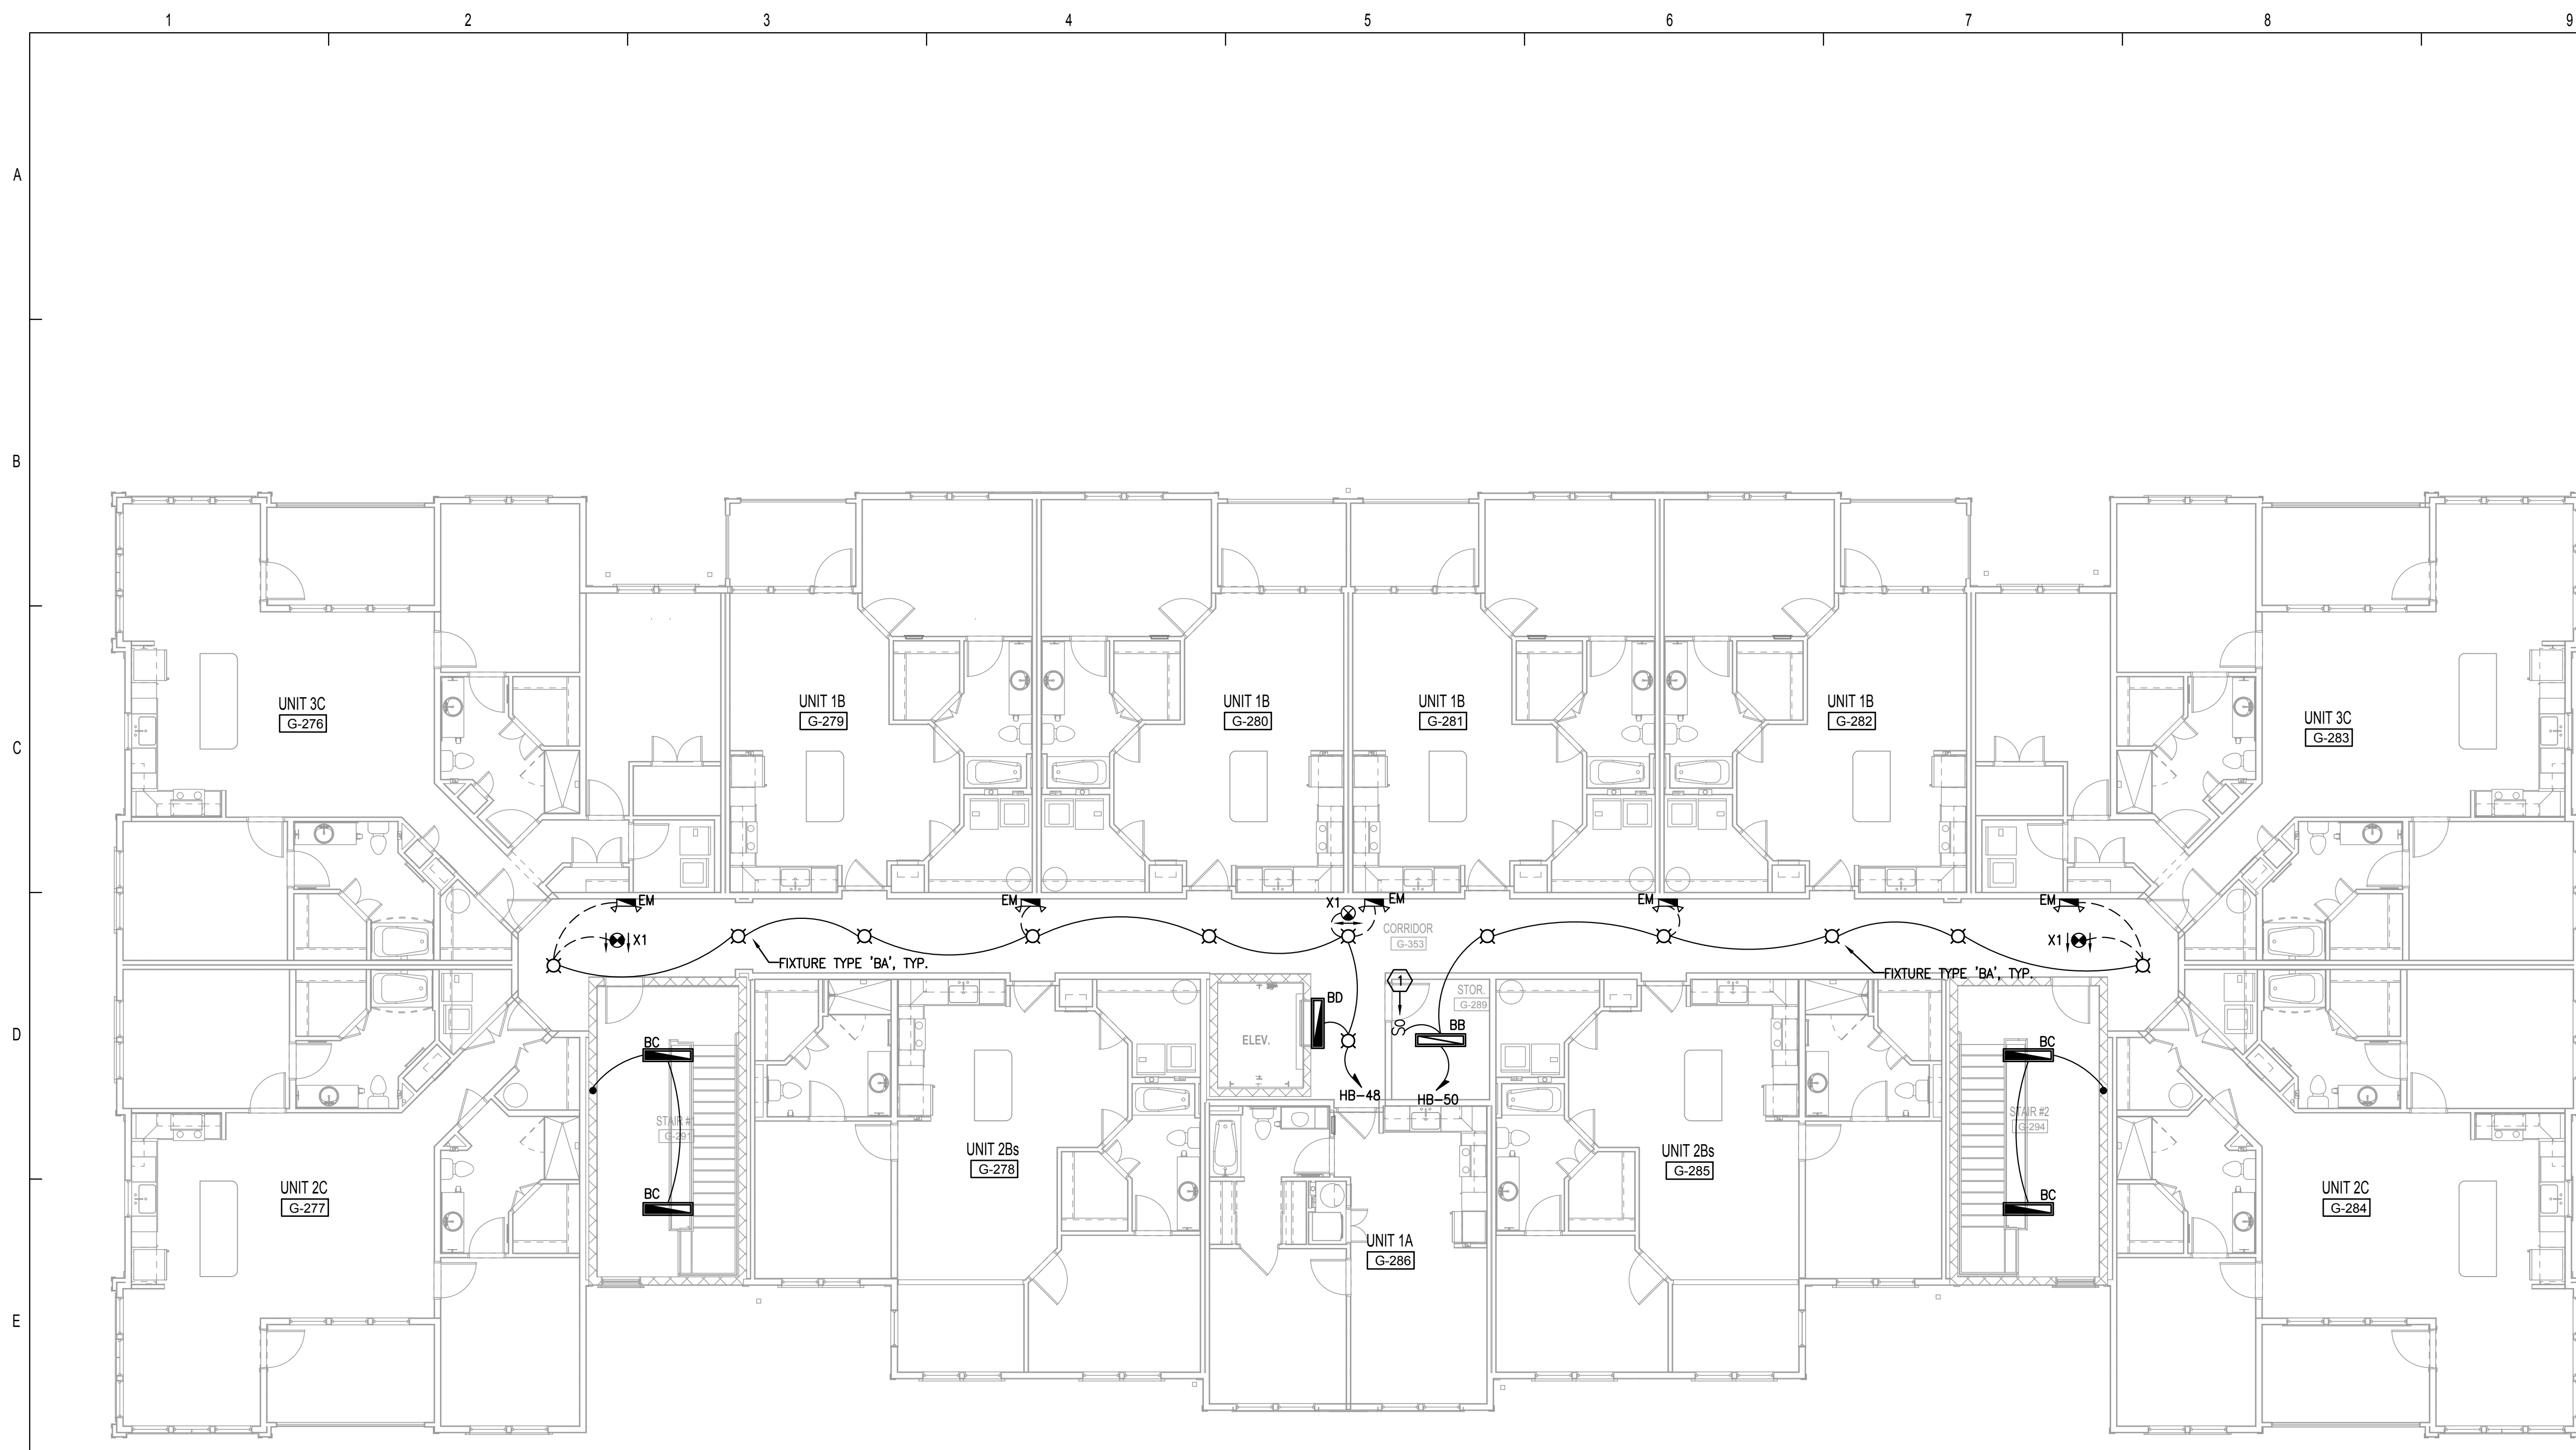 1 2 3 4 5 6 7 8 9
A
B
C
D
E
UNIT 3C
G-276
UNIT 1B
G-279
UNIT 1B
G-280
UNIT 1B
G-281
UNIT 1B
G-282
UNIT 3C
G-283
EM
EM
EM
EM
EM
X1
X1
X1
CORRIDOR
G-353
FIXTURE TYPE 'BA', TYP.
FIXTURE TYPE 'BA', TYP.
1
STOR.
G-289
SO
BD
BB
ELEV.
BC
BC
HB-48
HB-50
STAIR #
G-291
STAIR #2
G-294
UNIT 2Bs
G-278
UNIT 2Bs
G-285
UNIT 2C
G-277
BC
BC
UNIT 2C
G-284
UNIT 1A
G-286